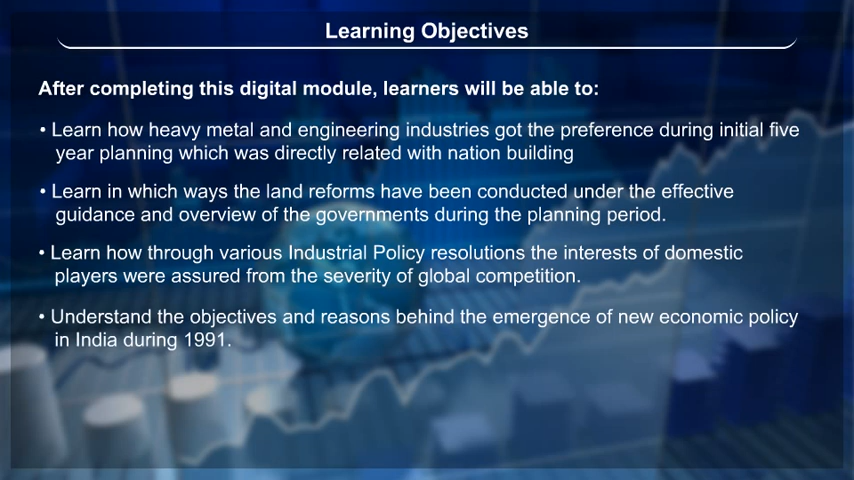 Learning Objectives
After completing this digital module, learners will be able to:
• Learn how heavy metal and engineering industries got the preference during initial five
year planning which was directly related with nation building
• Learn in which ways the land reforms have been conducted under the effective
guidance and overview of the governments during the planning period.
• Learn how through various Industrial Policy resolutions the interests of domestic
players were assured from the severity of global competition.
• Understand the objectives and reasons behind the emergence of new economic policy
in India during 1991.